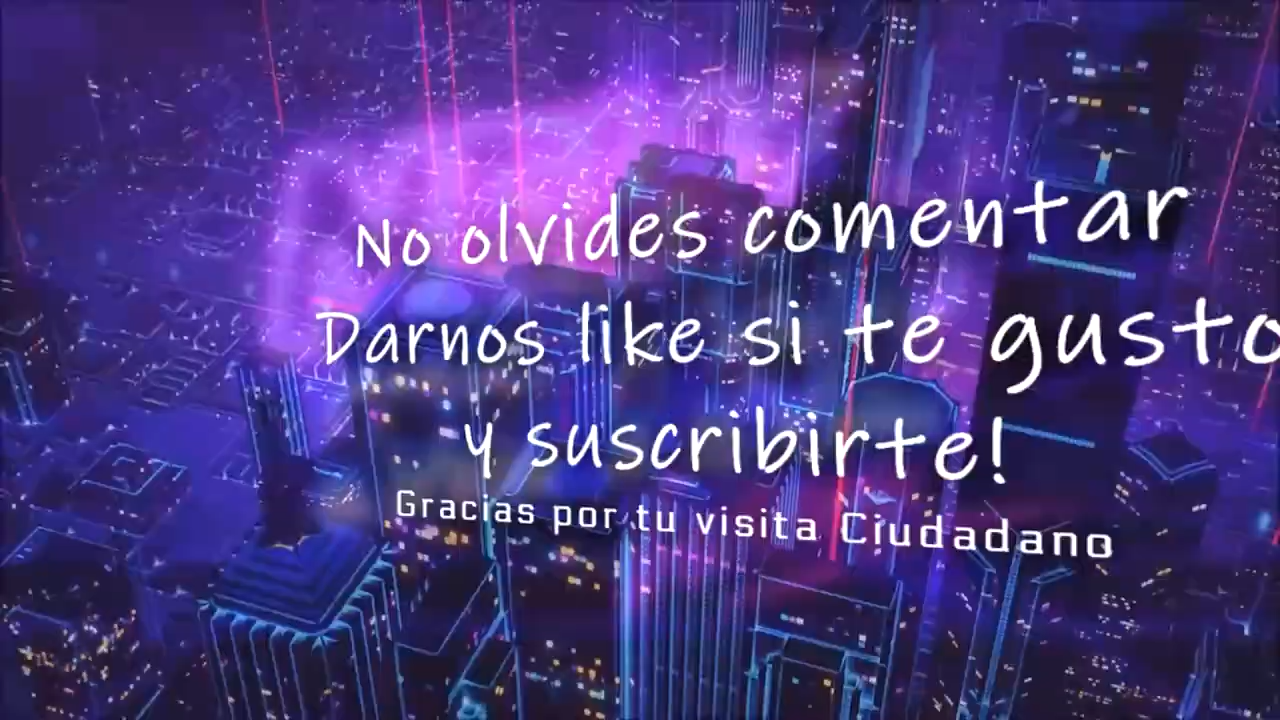 No olvides comentar
Darnos like si te gusto
y suscribirte!
Gracias por tu visita Ciudadano